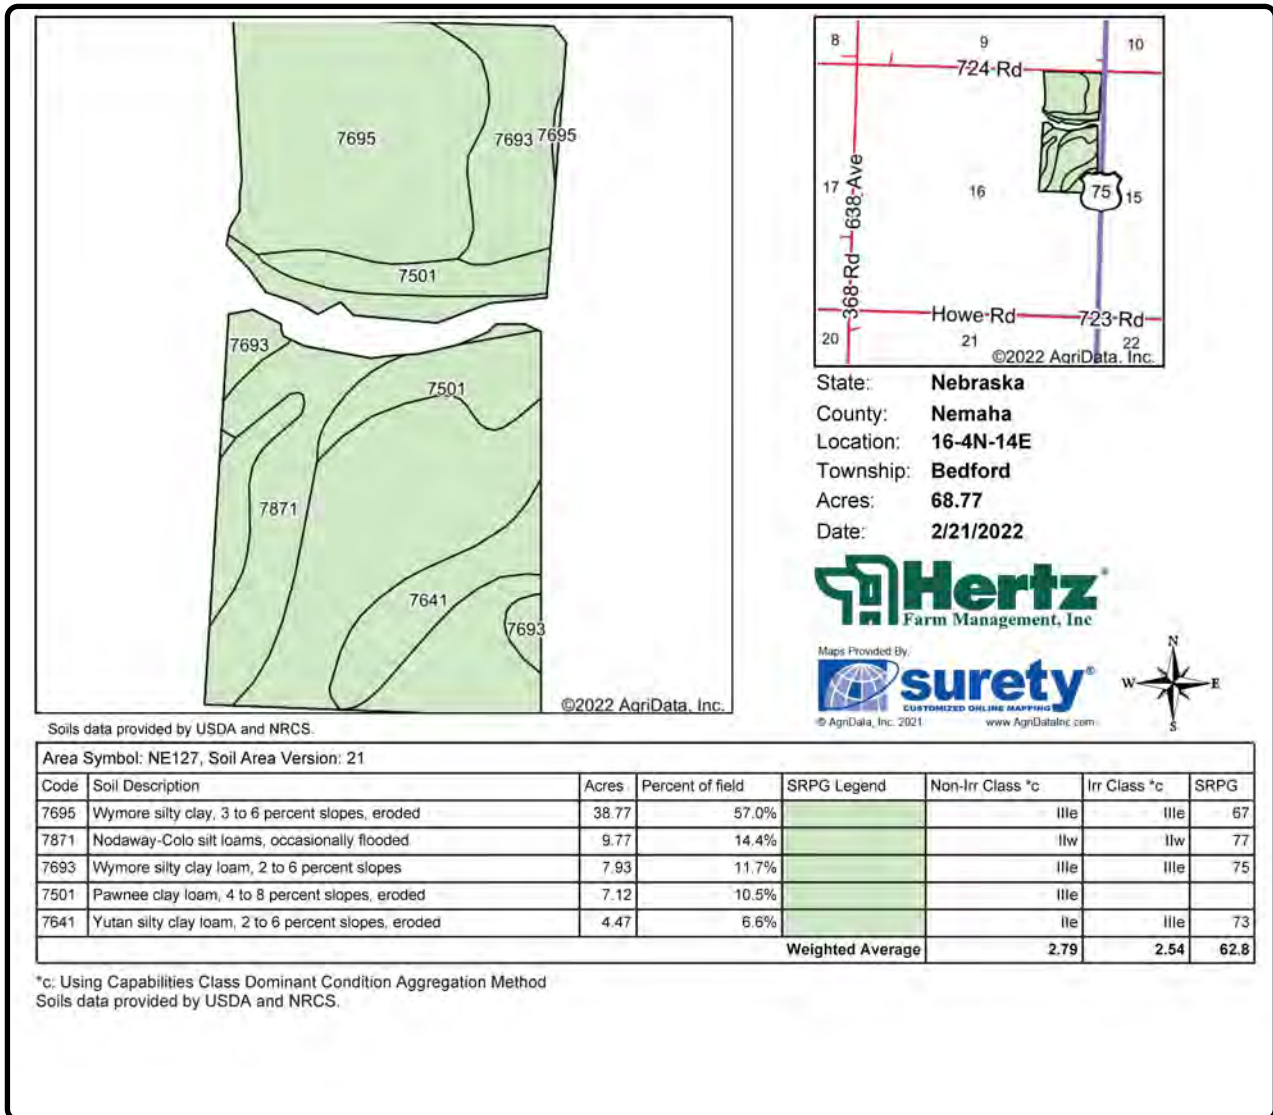 7695
7693
7695
7501
7693
7501
7871
7641
7693
©2022 AgriData, Inc.
Soils data provided by USDA and NRCS.
8
9
10
724 Rd
17
638 Ave
16
75
15
368 Rd
Howe Rd
723 Rd
20
21
22
©2022 AgriData, Inc.
State: Nebraska
County: Nemaha
Location: 16-4N-14E
Township: Bedford
Acres: 68.77
Date: 2/21/2022
Hertz®
Farm Management, Inc
Maps Provided By:
surety®
CUSTOMIZED ONLINE MAPPING
© AgriData, Inc. 2021 www.AgriDataInc.com
N
W E
S
Area Symbol: NE127, Soil Area Version: 21
Code Soil Description Acres Percent of field SRPG Legend Non-Irr Class *c Irr Class *c SRPG
7695 Wymore silty clay, 3 to 6 percent slopes, eroded 38.77 57.0% IIIe IIIe 67
7871 Nodaway-Colo silt loams, occasionally flooded 9.77 14.4% IIw IIw 77
7693 Wymore silty clay loam, 2 to 6 percent slopes 7.93 11.7% IIIe IIIe 75
7501 Pawnee clay loam, 4 to 8 percent slopes, eroded 7.12 10.5% IIIe
7641 Yutan silty clay loam, 2 to 6 percent slopes, eroded 4.47 6.6% IIe IIIe 73
Weighted Average 2.79 2.54 62.8
*c: Using Capabilities Class Dominant Condition Aggregation Method
Soils data provided by USDA and NRCS.